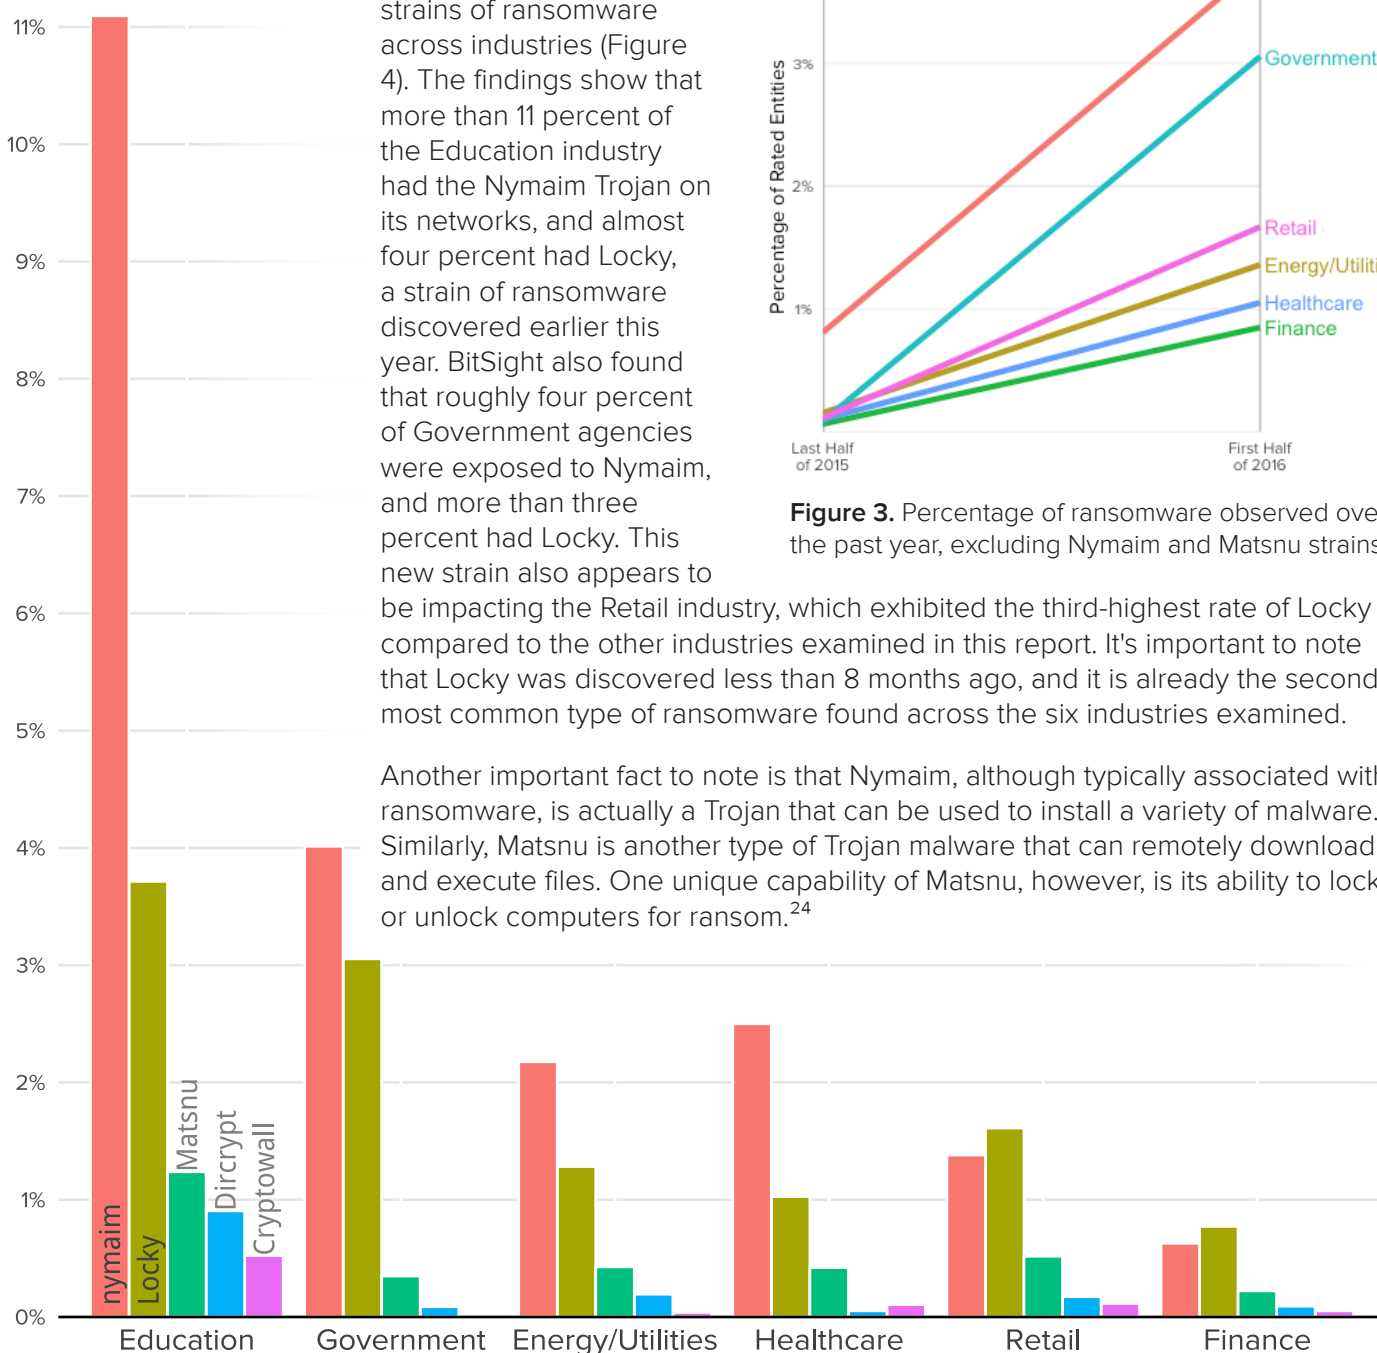 strains of ransomware
across industries (Figure
4). The findings show that
more than 11 percent of
the Education industry
had the Nymaim Trojan on
its networks, and almost
four percent had Locky,
a strain of ransomware
discovered earlier this
year. BitSight also found
that roughly four percent
of Government agencies
were exposed to Nymaim,
and more than three
percent had Locky. This
new strain also appears to
be impacting the Retail industry, which exhibited the third-highest rate of Locky
compared to the other industries examined in this report. It's important to note
that Locky was discovered less than 8 months ago, and it is already the second
most common type of ransomware found across the six industries examined.
Another important fact to note is that Nymaim, although typically associated with
ransomware, is actually a Trojan that can be used to install a variety of malware.
Similarly, Matsnu is another type of Trojan malware that can remotely download
and execute files. One unique capability of Matsnu, however, is its ability to lock
or unlock computers for ransom.24
Percentage of Rated Entities
3%
2%
1%
Government
Retail
Energy/Utiliti
Healthcare
Finance
Last Half
of 2015
First Half
of 2016
Figure 3. Percentage of ransomware observed ove
the past year, excluding Nymaim and Matsnu strains
11%
10%
9%
8%
7%
6%
5%
4%
3%
2%
1%
0%
nymaim
Locky
Matsnu
Dircrypt
Cryptowall
Education
Government
Energy/Utilities
Healthcare
Retail
Finance